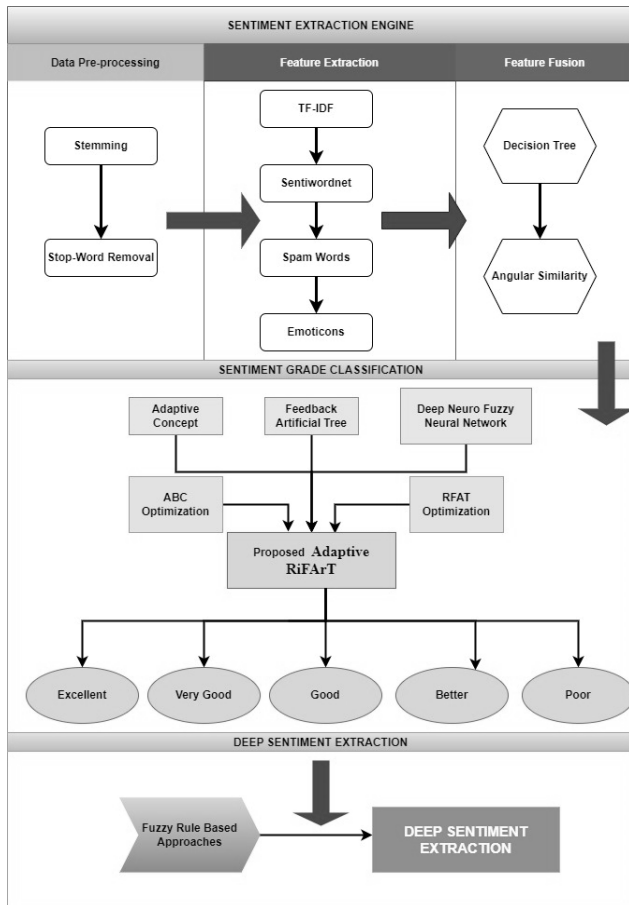 SENTIMENT EXTRACTION ENGINE
Data Pre-processing
Feature Extraction
Feature Fusion
Stemming
Stop-Word Removal
TF-IDF
Sentiwordnet
Spam Words
Emoticons
Decision Tree
Angular Similarity
SENTIMENT GRADE CLASSIFICATION
Adaptive
Concept
Feedback
Artificial Tree
Deep Neuro Fuzzy
Neural Network
ABC
Optimization
RFAT
Optimization
Proposed Adaptive
RiFArT
Excellent
Very Good
Good
Better
Poor
DEEP SENTIMENT EXTRACTION
Fuzzy Rule Based
Approaches
DEEP SENTIMENT
EXTRACTION